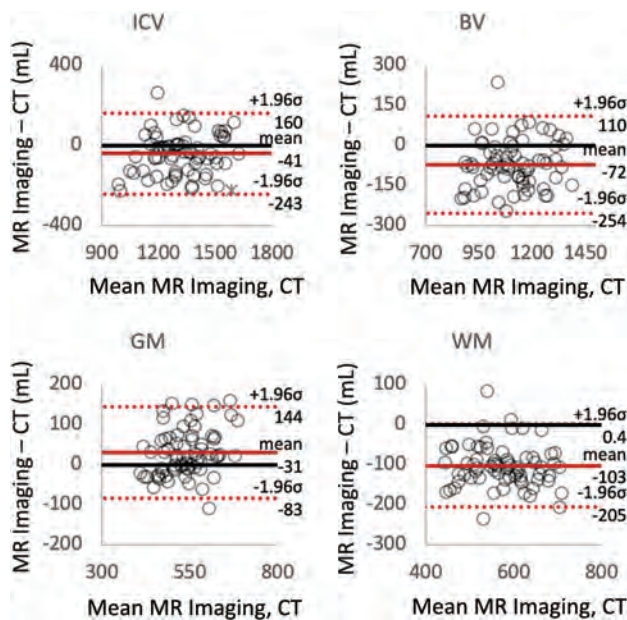 ICV
MR Imaging – CT (mL)
400
0
-400
+1.96σ
160
mean
-41
-1.96σ
-243
900 1200 1500 1800
Mean MR Imaging, CT
BV
MR Imaging – CT (mL)
300
150
0
-150
-300
+1.96σ
110
mean
-72
-1.96σ
-254
700 950 1200 1450
Mean MR Imaging, CT
GM
MR Imaging – CT (mL)
200
100
0
-100
-200
+1.96σ
144
mean
-31
-1.96σ
-83
300 550 800
Mean MR Imaging, CT
WM
MR Imaging – CT (mL)
100
0
-100
-200
-300
+1.96σ
0.4
mean
-103
-1.96σ
-205
400 600 800
Mean MR Imaging, CT